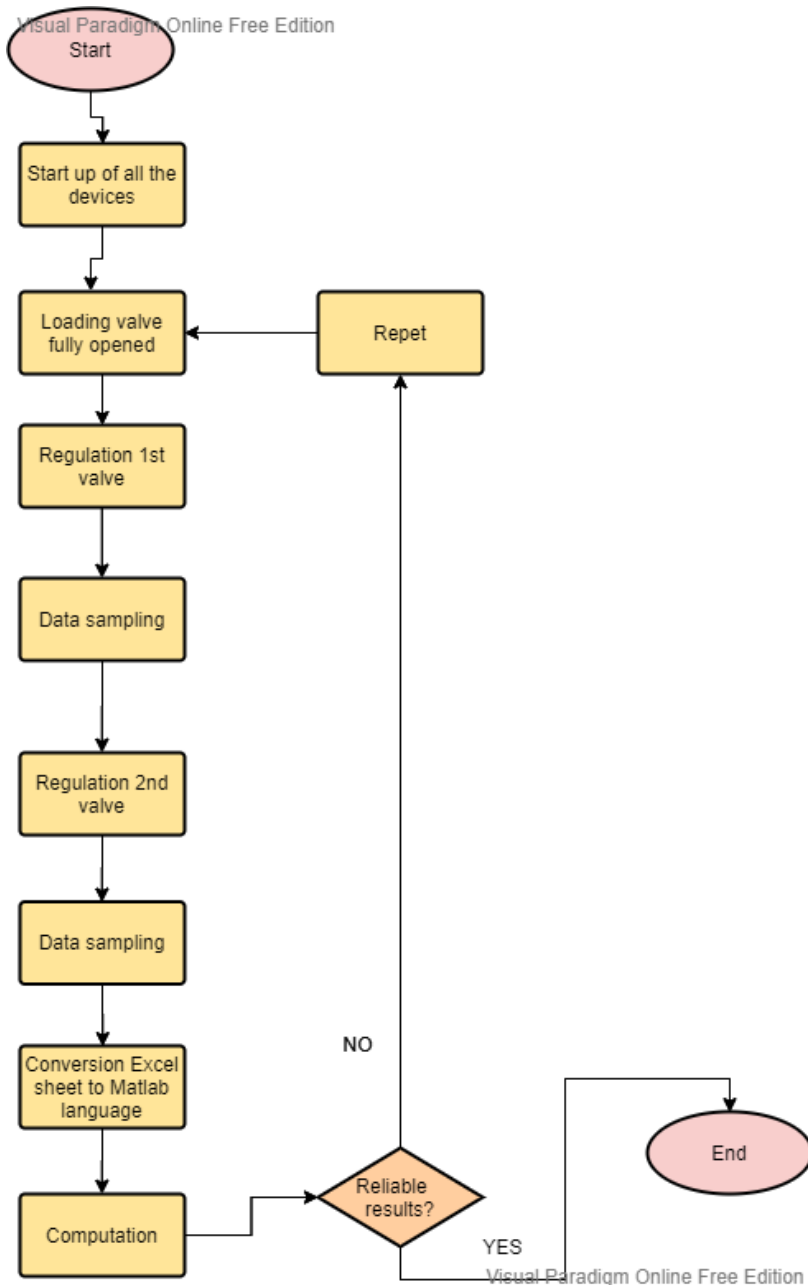 Visual Paradigm Online Free Edition
Start
Start up of all the
devices
Loading valve
fully opened
Repet
Regulation 1st
valve
Data sampling
Regulation 2nd
valve
Data sampling
Conversion Excel
sheet to Matlab
language
Computation
NO
Reliable
results?
YES
End
Visual Paradigm Online Free Edition